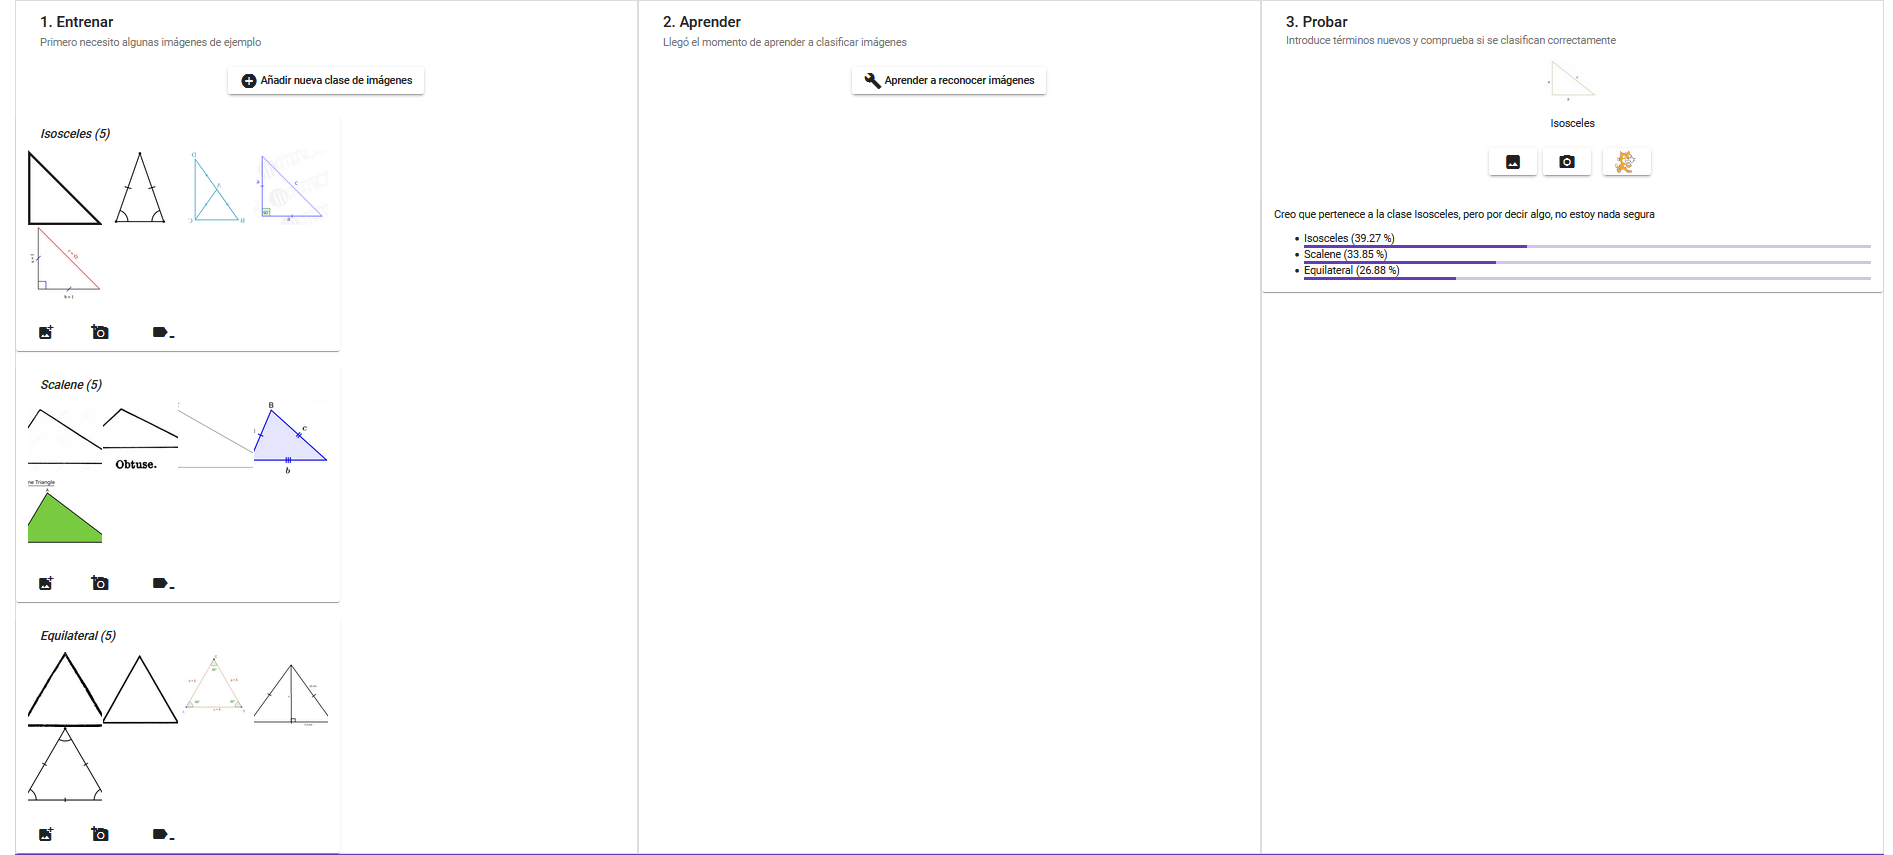 1. Entrenar
Primero necesito algunas imágenes de ejemplo
Añadir nueva clase de imágenes
Isosceles (5)
Scalene (5)
Obtuse.
B
c
b
ne Triangle
A
Equilateral (5)
2. Aprender
Llegó el momento de aprender a clasificar imágenes
Aprender a reconocer imágenes
3. Probar
Introduce términos nuevos y comprueba si se clasifican correctamente
Isosceles
Creo que pertenece a la clase Isosceles, pero por decir algo, no estoy nada segura
Isosceles (39.27 %)
Scalene (33.85 %)
Equilateral (26.88 %)